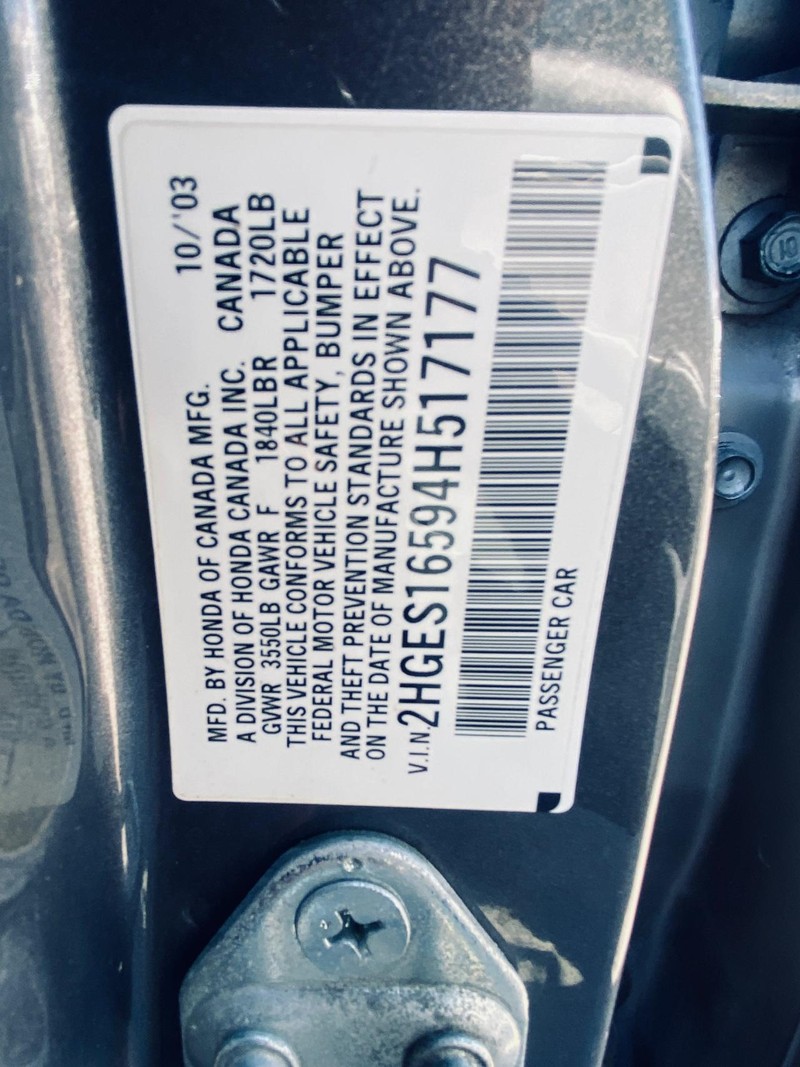 MFD. BY HONDA OF CANADA MFG. 10/'03
A DIVISION OF HONDA CANADA INC. CANADA
GVWR 3550LB GAWR F 1840LBR 1720LB
THIS VEHICLE CONFORMS TO ALL APPLICABLE
FEDERAL MOTOR VEHICLE SAFETY, BUMPER
AND THEFT PREVENTION STANDARDS IN EFFECT
ON THE DATE OF MANUFACTURE SHOWN ABOVE.
V.I.N. 2HGES16594H517177
PASSENGER CAR
10